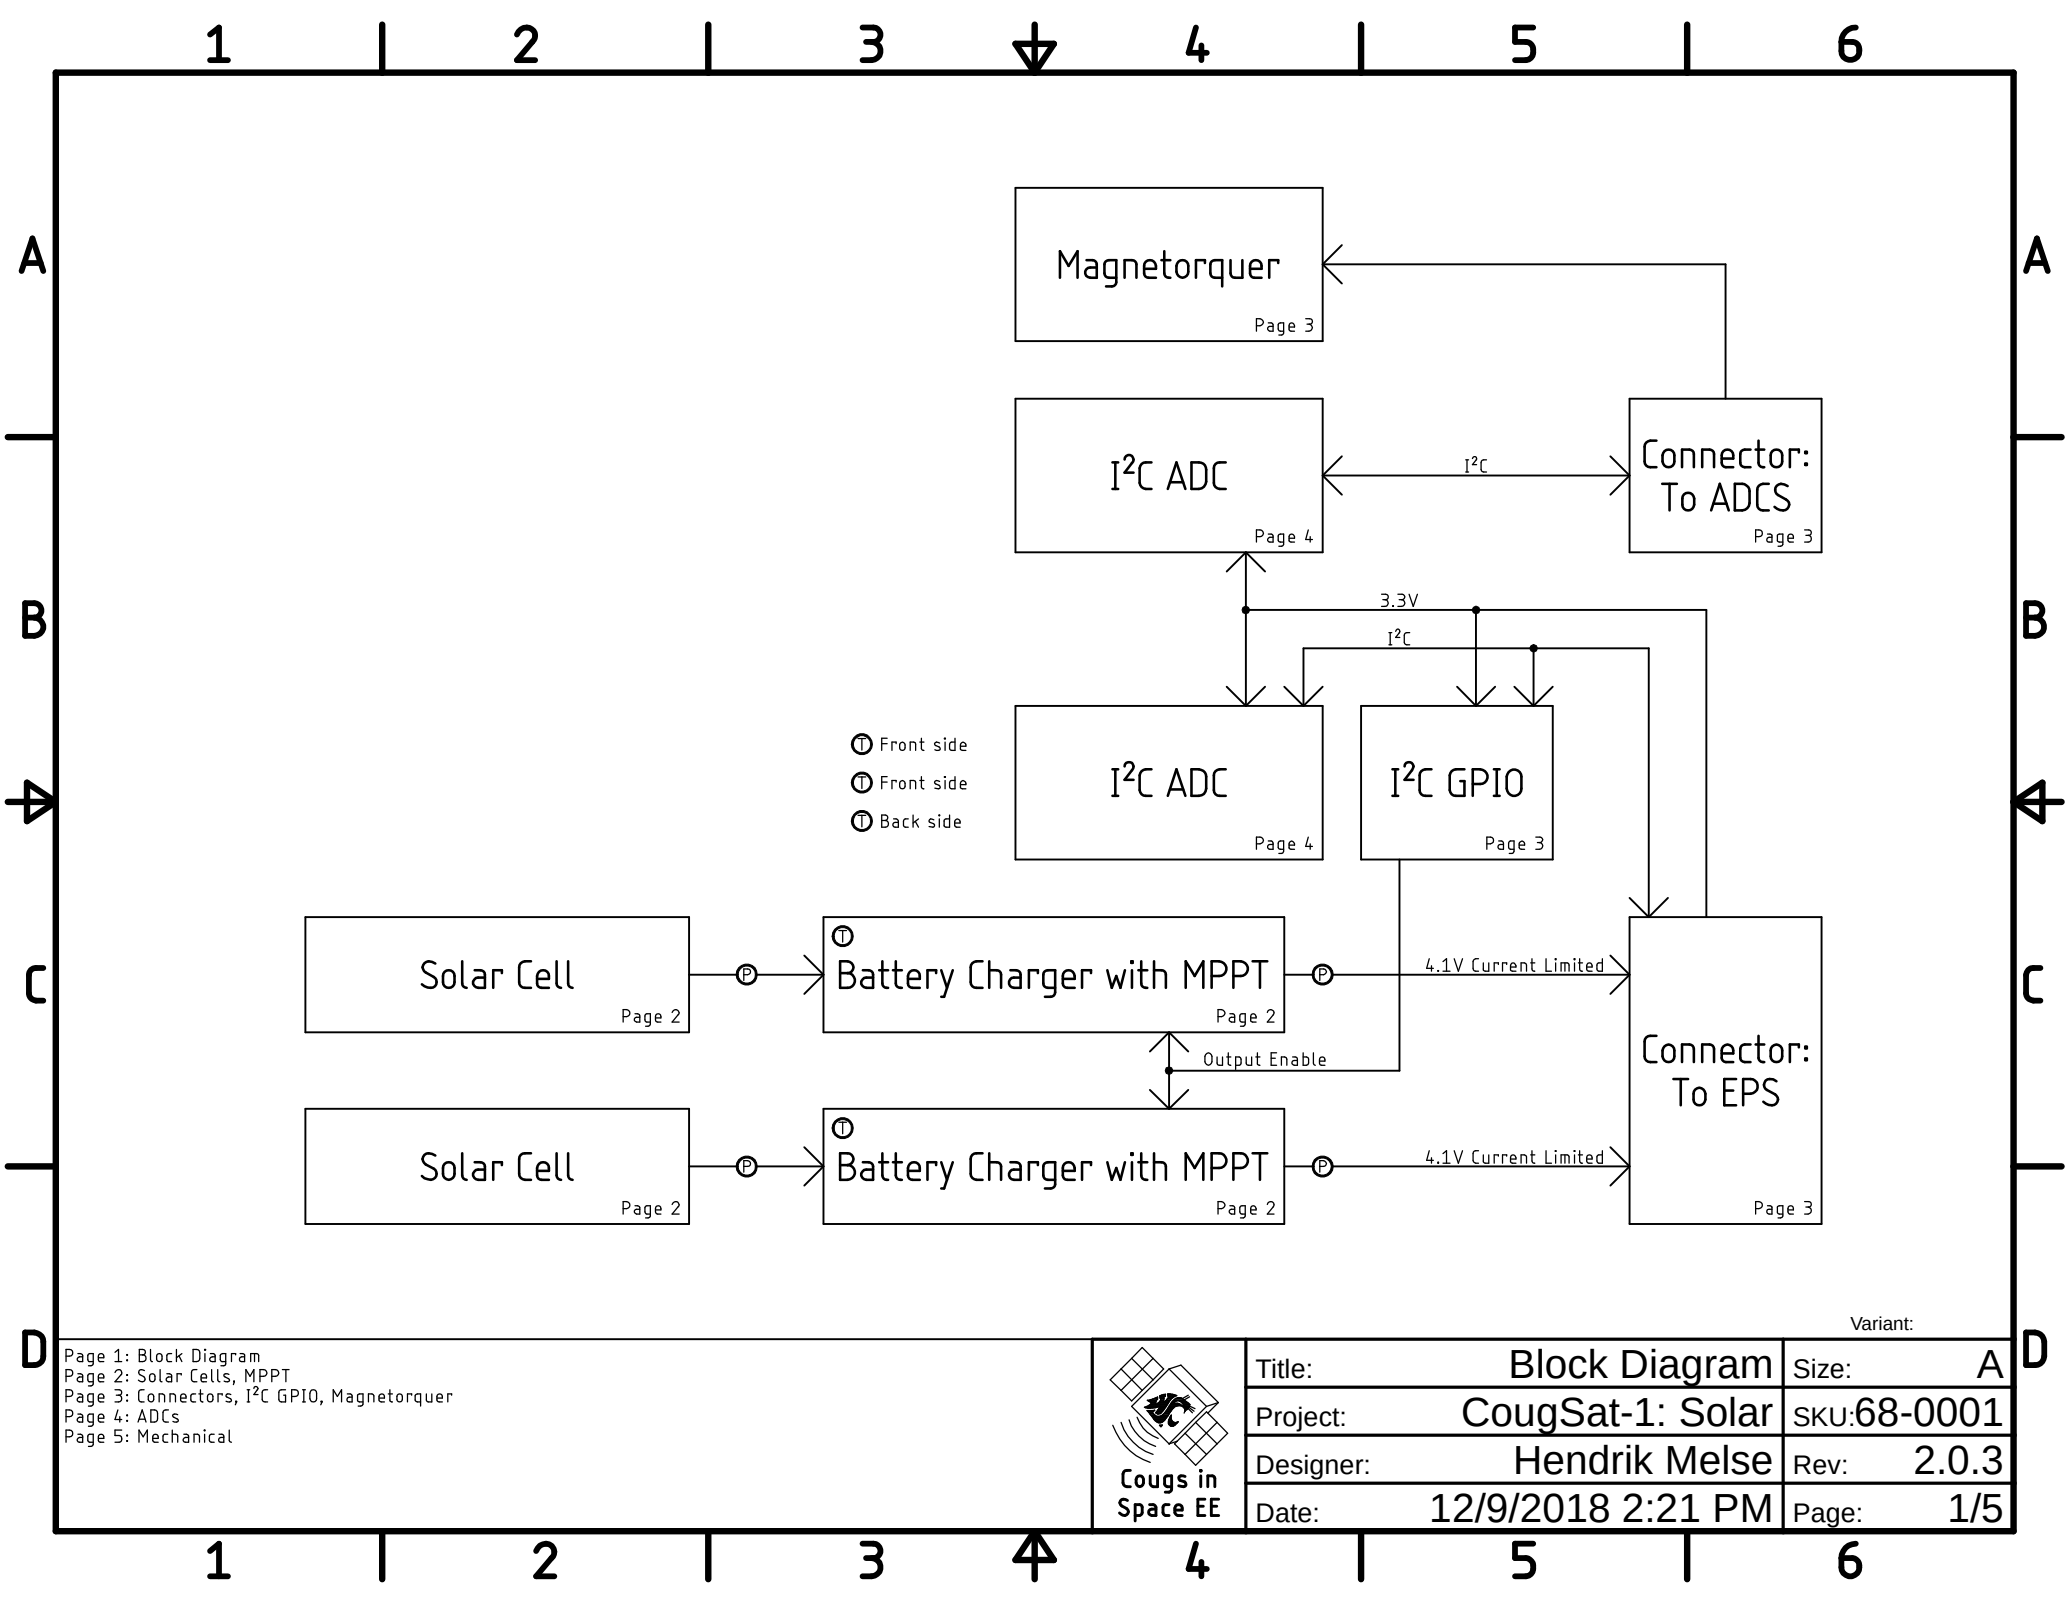 1 2 3 4 5 6
A A
Magnetorquer
Page 3
I²C ADC
Page 4
I²C
Connector:
To ADCS
Page 3
B B
3.3V
I²C
T Front side
T Front side
T Back side
I²C ADC
Page 4
I²C GPIO
Page 3
C C
Solar Cell
Page 2
P
T
Battery Charger with MPPT
Page 2
P
4.1V Current Limited
Output Enable
Connector:
To EPS
Page 3
Solar Cell
Page 2
P
T
Battery Charger with MPPT
Page 2
P
4.1V Current Limited
D D
Page 1: Block Diagram
Page 2: Solar Cells, MPPT
Page 3: Connectors, I²C GPIO, Magnetorquer
Page 4: ADCs
Page 5: Mechanical
Cougs in
Space EE
Variant:
Title: Block Diagram Size: A
Project: CougSat-1: Solar SKU:68-0001
Designer: Hendrik Melse Rev: 2.0.3
Date: 12/9/2018 2:21 PM Page: 1/5
1 2 3 4 5 6